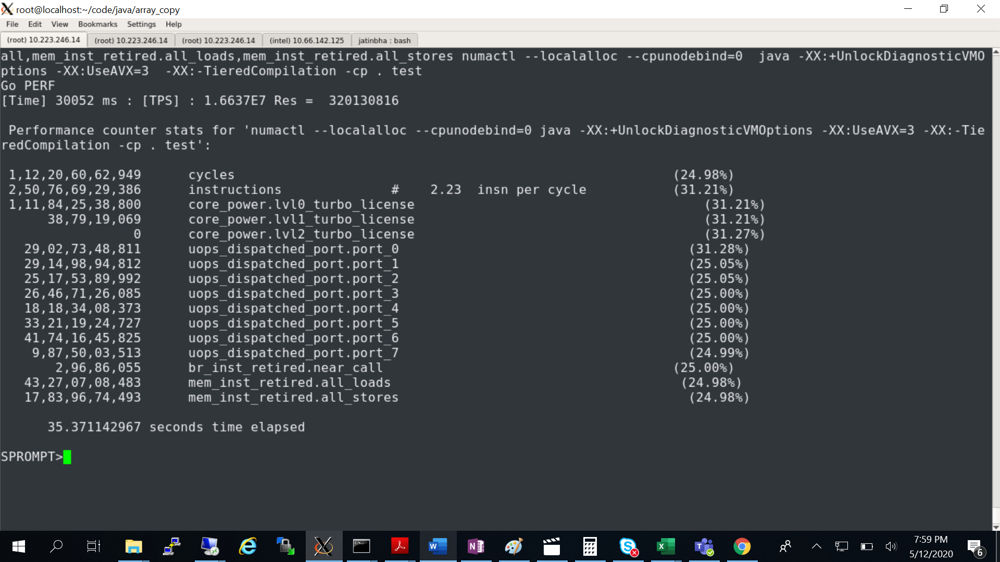 root@localhost:~/code/java/array_copy
File Edit View Bookmarks Settings Help
(root) 10.223.246.14 (root) 10.223.246.14 (root) 10.223.246.14 (intel) 10.66.142.125 jatinbha : bash
all,mem_inst_retired.all_loads,mem_inst_retired.all_stores numactl --localalloc --cpunodebind=0  java -XX:+UnlockDiagnosticVMO
ptions -XX:UseAVX=3  -XX:-TieredCompilation -cp . test
Go PERF
[Time] 30052 ms : [TPS] : 1.6637E7 Res =  320130816
Performance counter stats for 'numactl --localalloc --cpunodebind=0 java -XX:+UnlockDiagnosticVMOptions -XX:UseAVX=3 -XX:-Tie
redCompilation -cp . test':
1,12,20,60,62,949      cycles      (24.98%)
2,50,76,69,29,386      instructions      #    2.23  insn per cycle      (31.21%)
1,11,84,25,38,800      core_power.lvl0_turbo_license      (31.21%)
38,79,19,069      core_power.lvl1_turbo_license      (31.21%)
0      core_power.lvl2_turbo_license      (31.27%)
29,02,73,48,811      uops_dispatched_port.port_0      (31.28%)
29,14,98,94,812      uops_dispatched_port.port_1      (25.05%)
25,17,53,89,992      uops_dispatched_port.port_2      (25.05%)
26,46,71,26,085      uops_dispatched_port.port_3      (25.00%)
18,18,34,08,373      uops_dispatched_port.port_4      (25.00%)
33,21,19,24,727      uops_dispatched_port.port_5      (25.00%)
41,74,16,45,825      uops_dispatched_port.port_6      (25.00%)
9,87,50,03,513      uops_dispatched_port.port_7      (24.99%)
2,96,86,055      br_inst_retired.near_call      (25.00%)
43,27,07,08,483      mem_inst_retired.all_loads      (24.98%)
17,83,96,74,493      mem_inst_retired.all_stores      (24.98%)
35.371142967 seconds time elapsed
SPROMPT>
7:59 PM
5/12/2020
6